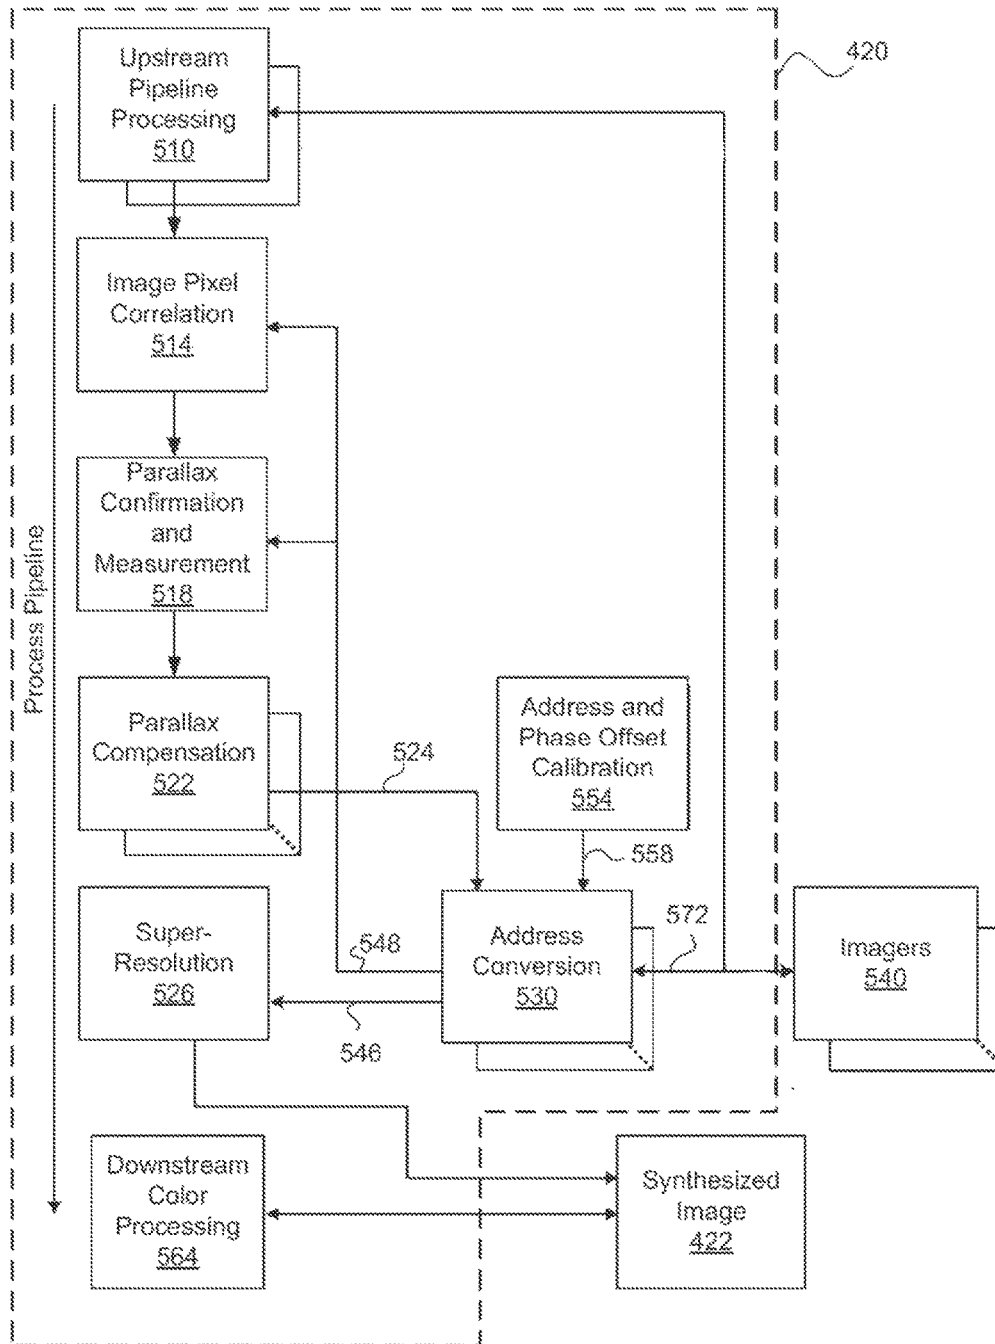 Upstream
Pipeline
Processing
510
420
Image Pixel
Correlation
514
Parallax
Confirmation
and
Measurement
518
Process Pipeline
Parallax
Compensation
522
524
Address and
Phase Offset
Calibration
554
558
Super-
Resolution
526
548
546
Address
Conversion
530
572
Imagers
540
Downstream
Color
Processing
564
Synthesized
Image
422